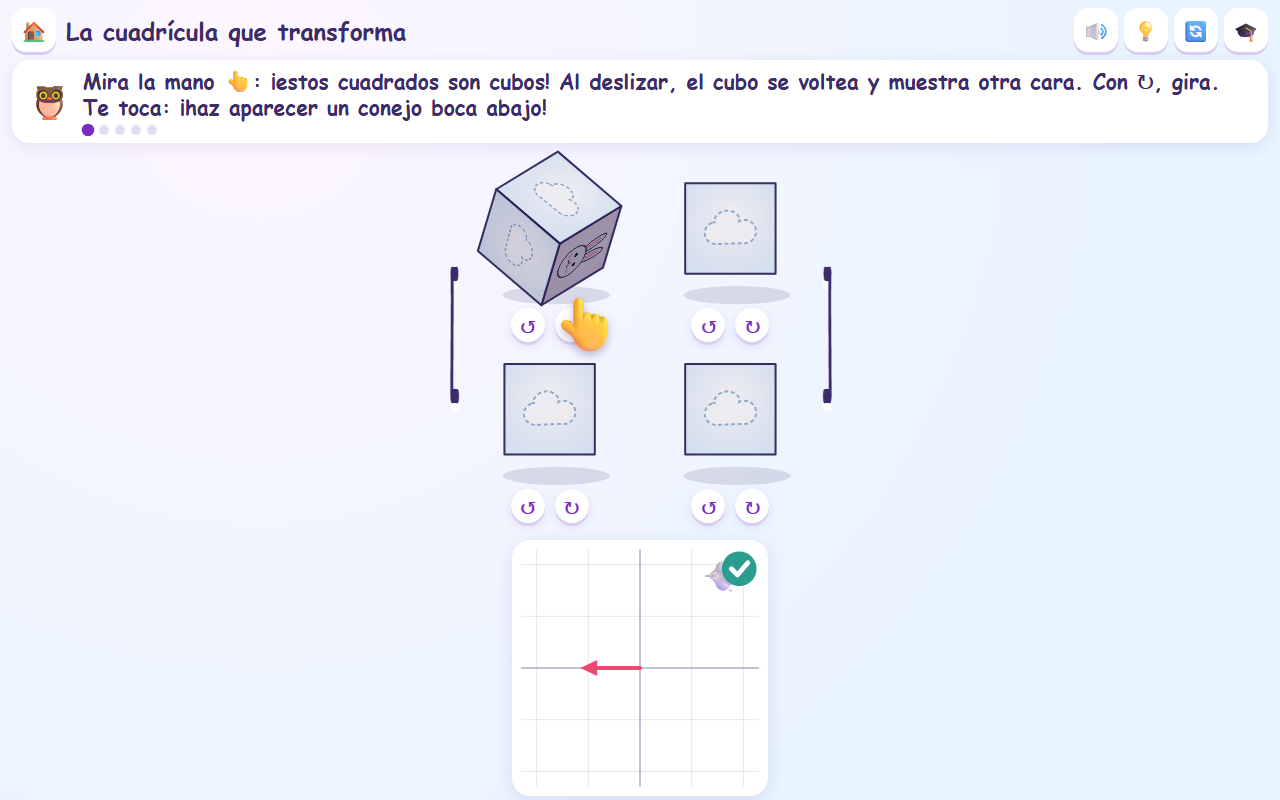 La cuadrícula que transforma
Mira la mano 👆: ¡estos cuadrados son cubos! Al deslizar, el cubo se voltea y muestra otra cara. Con ↻, gira.
Te toca: ¡haz aparecer un conejo boca abajo!